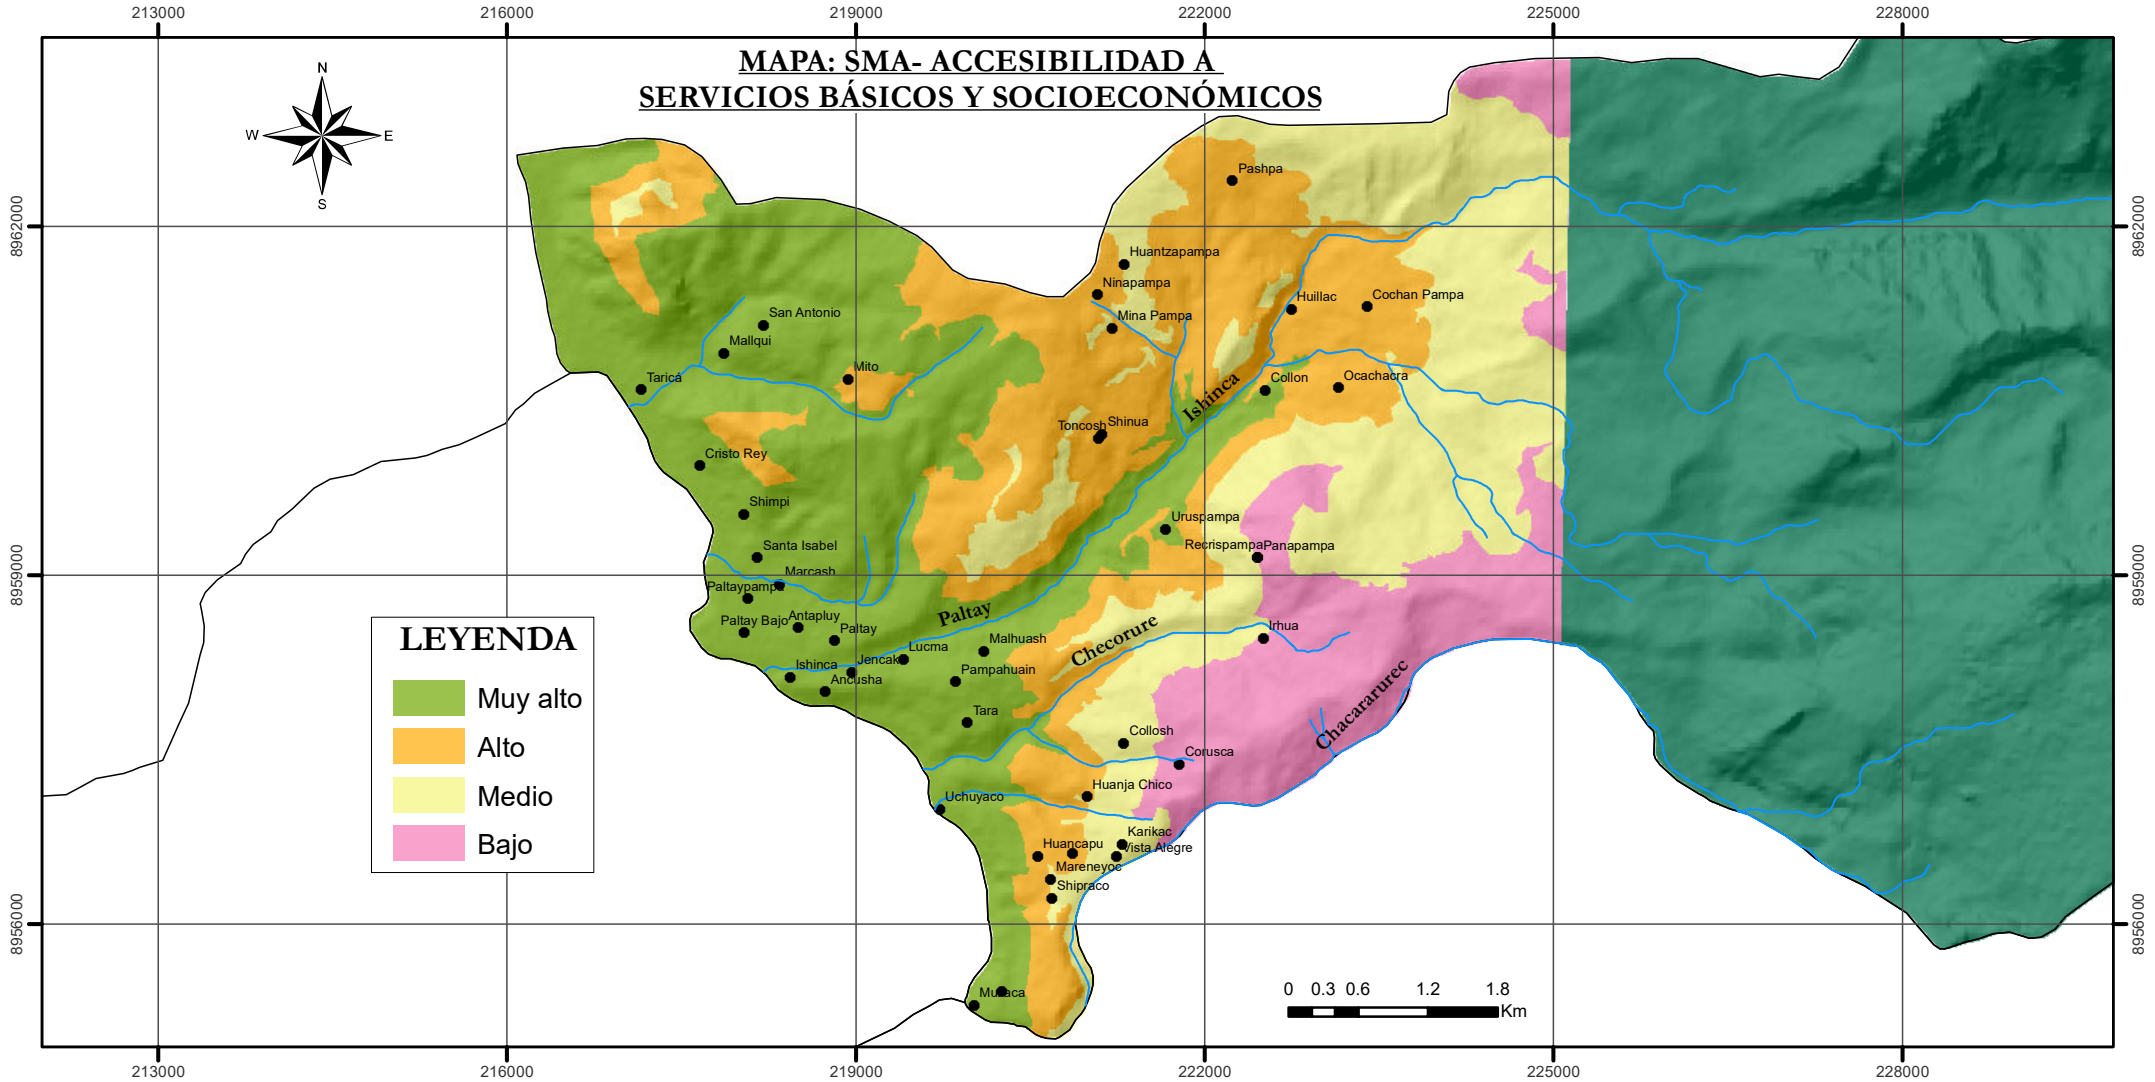 213000
216000
219000
222000
225000
228000
MAPA: SMA- ACCESIBILIDAD A
SERVICIOS BÁSICOS Y SOCIOECONÓMICOS
N
W
E
S
8962000
8962000
Pashpa
Huantzapampa
Ninapampa
Huillac
Cochan Pampa
San Antonio
Mina Pampa
Mallqui
Mito
Taricá
Collon
Ocachacra
Ishinca
Toncosh
Shinua
Cristo Rey
Shimpi
Uruspampa
Santa Isabel
Recrispampa
Panapampa
Marcash
8959000
8959000
Paltaypampa
Paltay Bajo
Antapluy
Paltay
Paltay
Checorure
Irhua
Malhuash
Lucma
Jencak
Ishinca
Ancusha
Pampahuain
Tara
Chacararurec
Collosh
Corusca
Huanja Chico
Uchuyaco
Karikac
Huancapu
Vista Alegre
Mareneyoc
Shipraco
8956000
8956000
LEYENDA
Muy alto
Alto
Medio
Bajo
0 0.3 0.6 1.2 1.8
Km
213000
216000
219000
222000
225000
228000